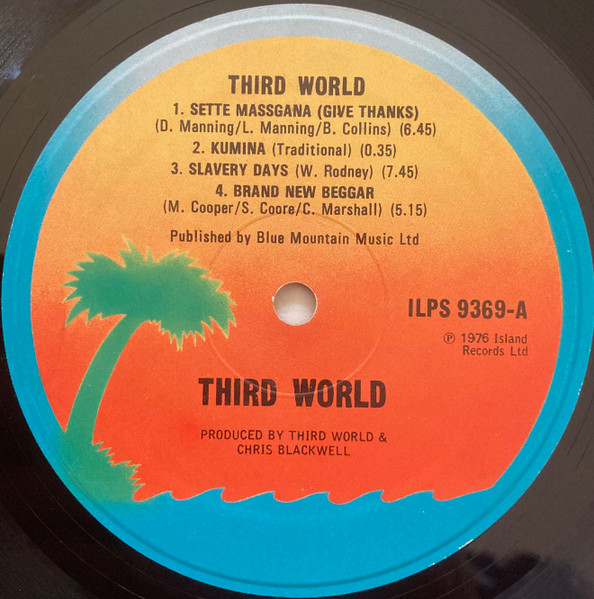 THIRD WORLD
1. SETTE MASSGANA (GIVE THANKS)
(D. Manning/L. Manning/B. Collins) (6.45)
2. KUMINA (Traditional) (0.35)
3. SLAVERY DAYS (W. Rodney) (7.45)
4. BRAND NEW BEGGAR
(M. Cooper/S. Coore/C. Marshall) (5.15)
Published by Blue Mountain Music Ltd
ILPS 9369-A
℗ 1976 Island
Records Ltd
THIRD WORLD
PRODUCED BY THIRD WORLD &
CHRIS BLACKWELL